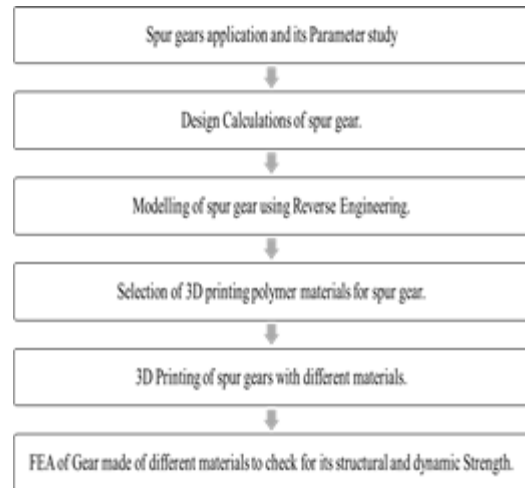 Spur gears application and its Parameter study
Design Calculations of spur gear.
Modelling of spur gear using Reverse Engineering.
Selection of 3D printing polymer materials for spur gear.
3D Printing of spur gears with different materials.
FEA of Gear made of different materials to check for its structural and dynamic Strength.